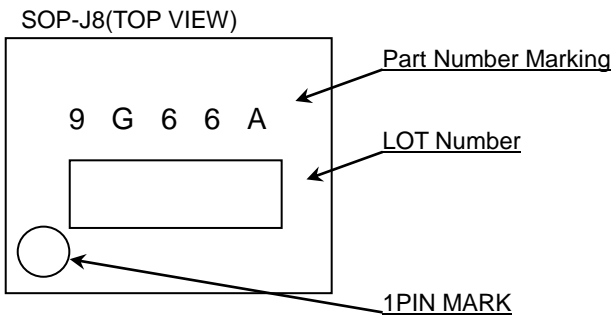 SOP-J8(TOP VIEW)
Part Number Marking
9 G 6 6 A
LOT Number
1PIN MARK